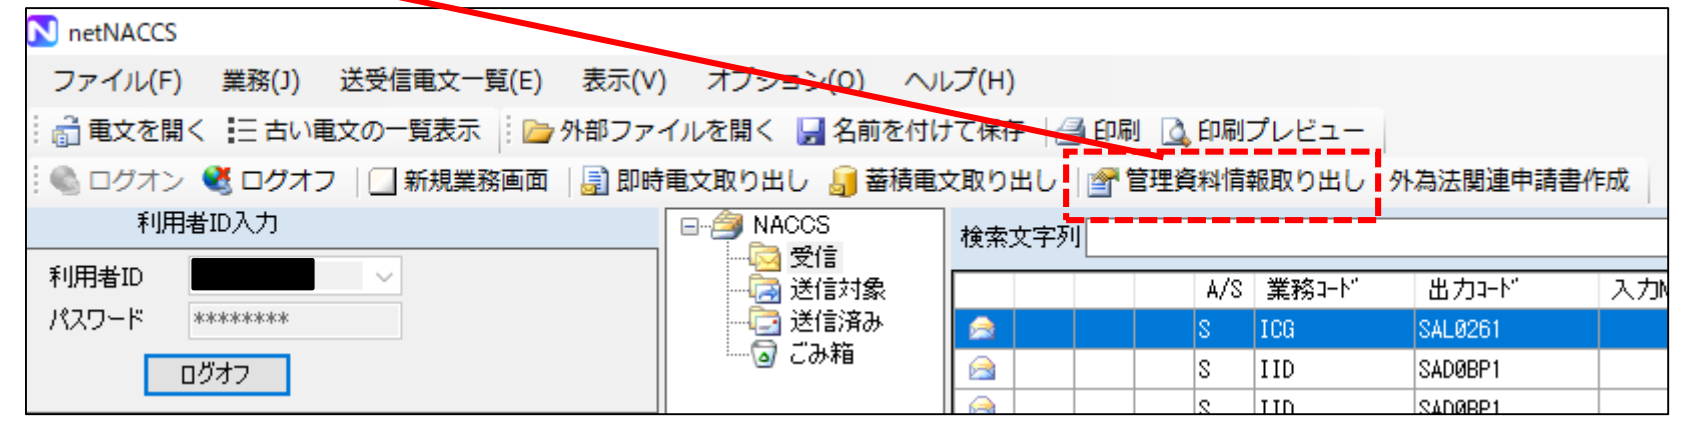 netNACCS
ファイル(F) 業務(J) 送受信電文一覧(E) 表示(V) オプション(O) ヘルプ(H)
電文を開く 古い電文の一覧表示 外部ファイルを開く 名前を付けて保存 印刷 印刷プレビュー
ログオン ログオフ 新規業務画面 即時電文取り出し 蓄積電文取り出し 管理資料情報取り出し 外為法関連申請書作成
利用者ID入力
利用者ID
パスワード ********
ログオフ
NACCS
受信
送信対象
送信済み
ごみ箱
検索文字列
A/S 業務コード 出力コード 入力
S ICG SAL0261
S IID SAD0BP1
S IID SAD0BP1